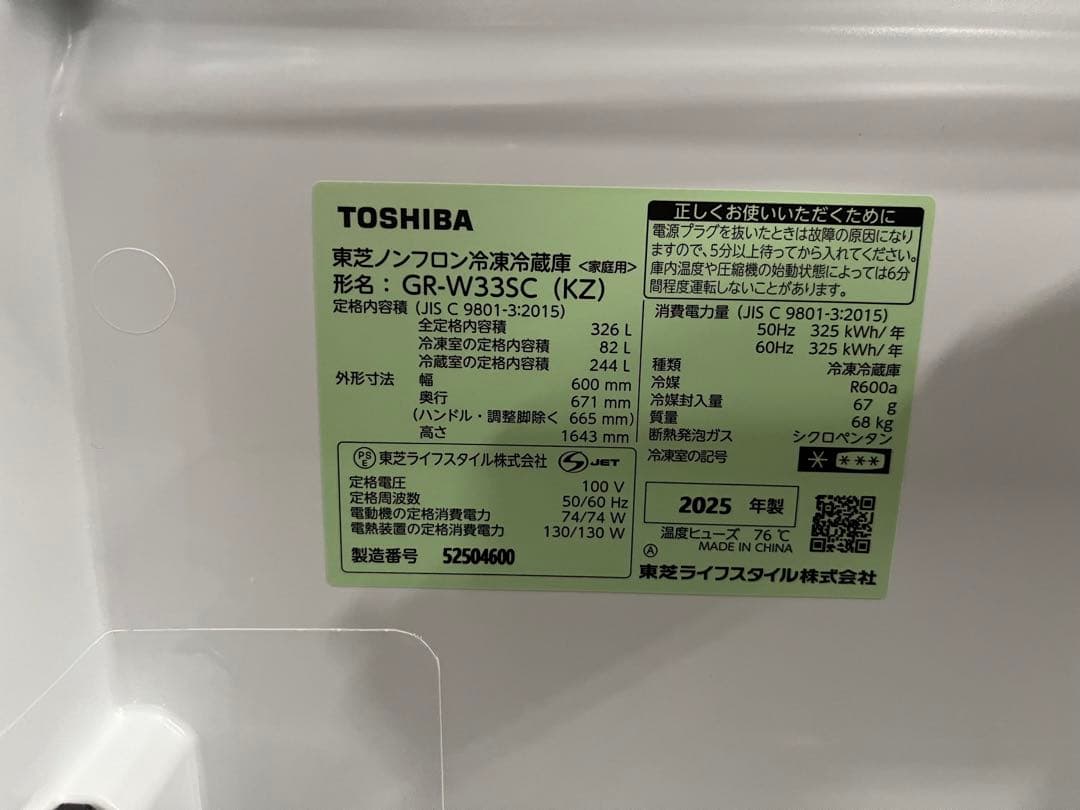 TOSHIBA
東芝ノンフロン冷凍冷蔵庫 <家庭用>
形名： GR-W33SC (KZ)
定格内容積 (JIS C 9801-3:2015)
全定格内容積 326 L
冷凍室の定格内容積 82 L
冷蔵室の定格内容積 244 L
外形寸法 幅 600 mm
奥行 671 mm
(ハンドル・調整脚除く 665 mm)
高さ 1643 mm
PSE 東芝ライフスタイル株式会社 JET
定格電圧 100 V
定格周波数 50/60 Hz
電動機の定格消費電力 74/74 W
電熱装置の定格消費電力 130/130 W
製造番号 52504600
正しくお使いいただくために
電源プラグを抜いたときは故障の原因になり
ますので、5分以上待ってから入れてください。
庫内温度や圧縮機の始動状態によっては6分
間程度運転しないことがあります。
消費電力量 (JIS C 9801-3:2015)
50Hz 325 kWh/年
60Hz 325 kWh/年
種類 冷凍冷蔵庫
冷媒 R600a
冷媒封入量 67 g
質量 68 kg
断熱発泡ガス シクロペンタン
冷凍室の記号 * ***
2025 年製
温度ヒューズ 76 ℃
Ⓐ MADE IN CHINA
東芝ライフスタイル株式会社